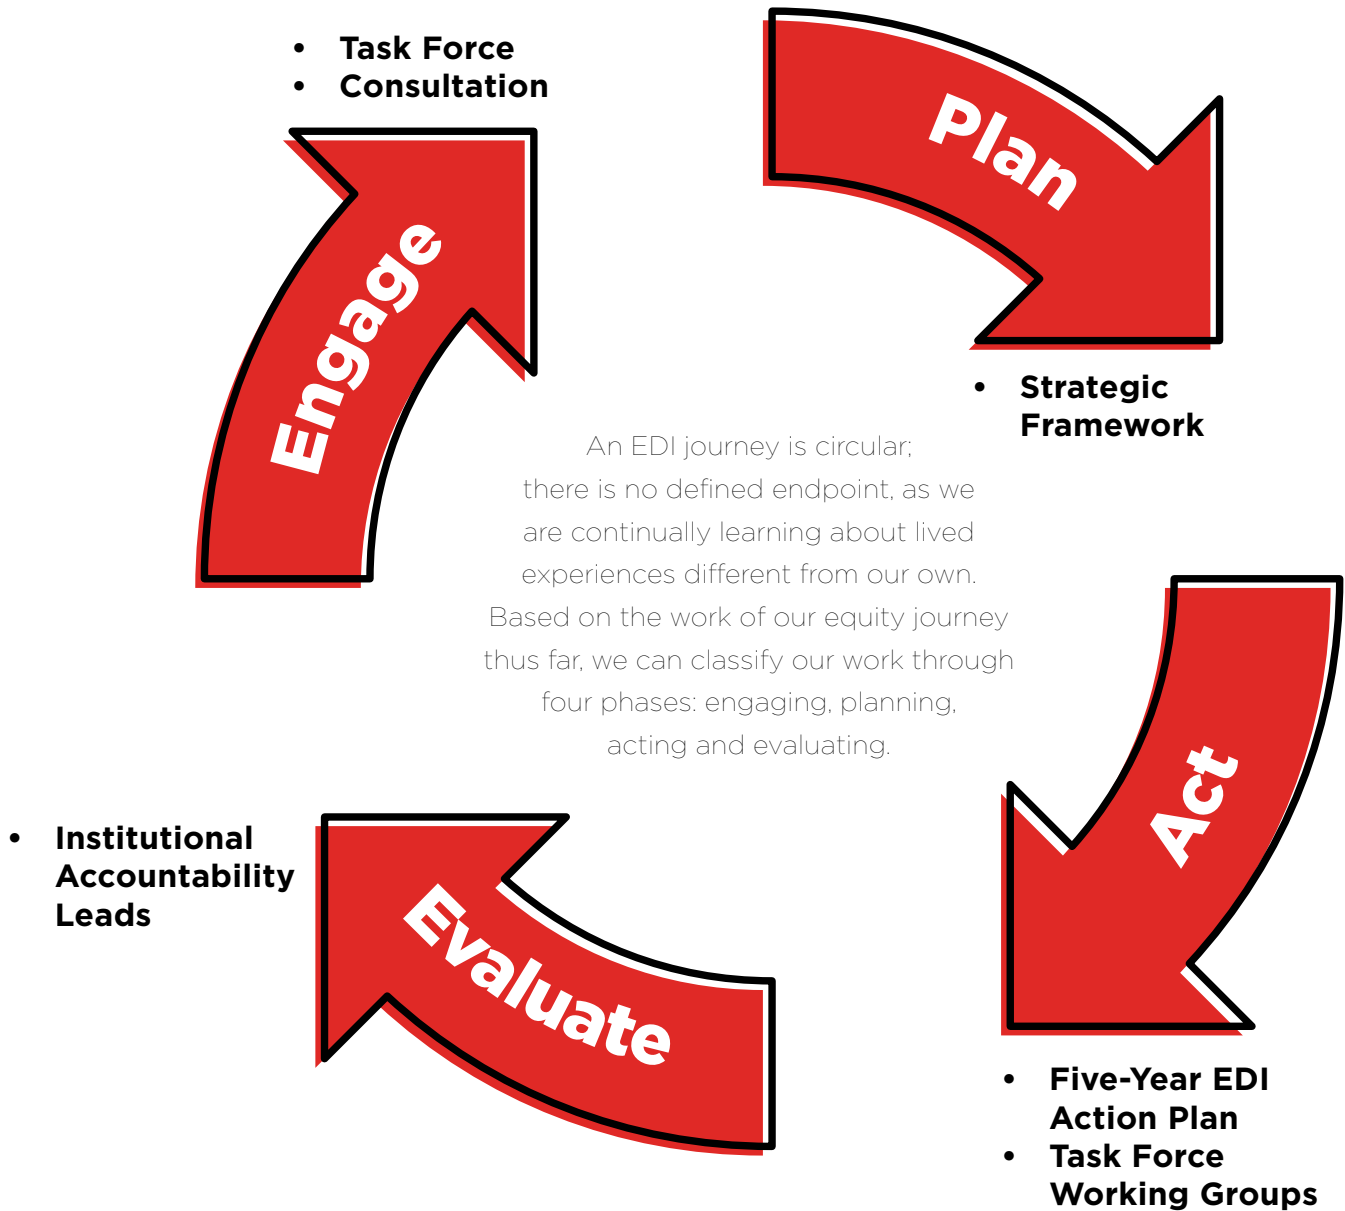 • Task Force
• Consultation
Engage
Plan
• Strategic
Framework
An EDI journey is circular;
there is no defined endpoint, as we
are continually learning about lived
experiences different from our own.
Based on the work of our equity journey
thus far, we can classify our work through
four phases: engaging, planning,
acting and evaluating.
Act
• Five-Year EDI
Action Plan
• Task Force
Working Groups
Evaluate
• Institutional
Accountability
Leads